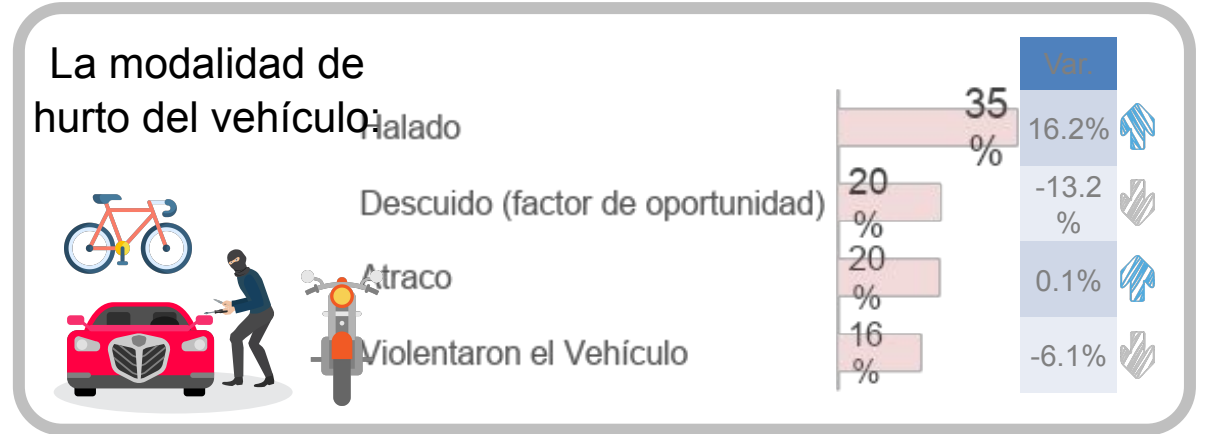 La modalidad de
hurto del vehículo:
Var.
Halado
35
%
16.2%
Descuido (factor de oportunidad)
20
%
-13.2
%
Atraco
20
%
0.1%
Violentaron el Vehículo
16
%
-6.1%